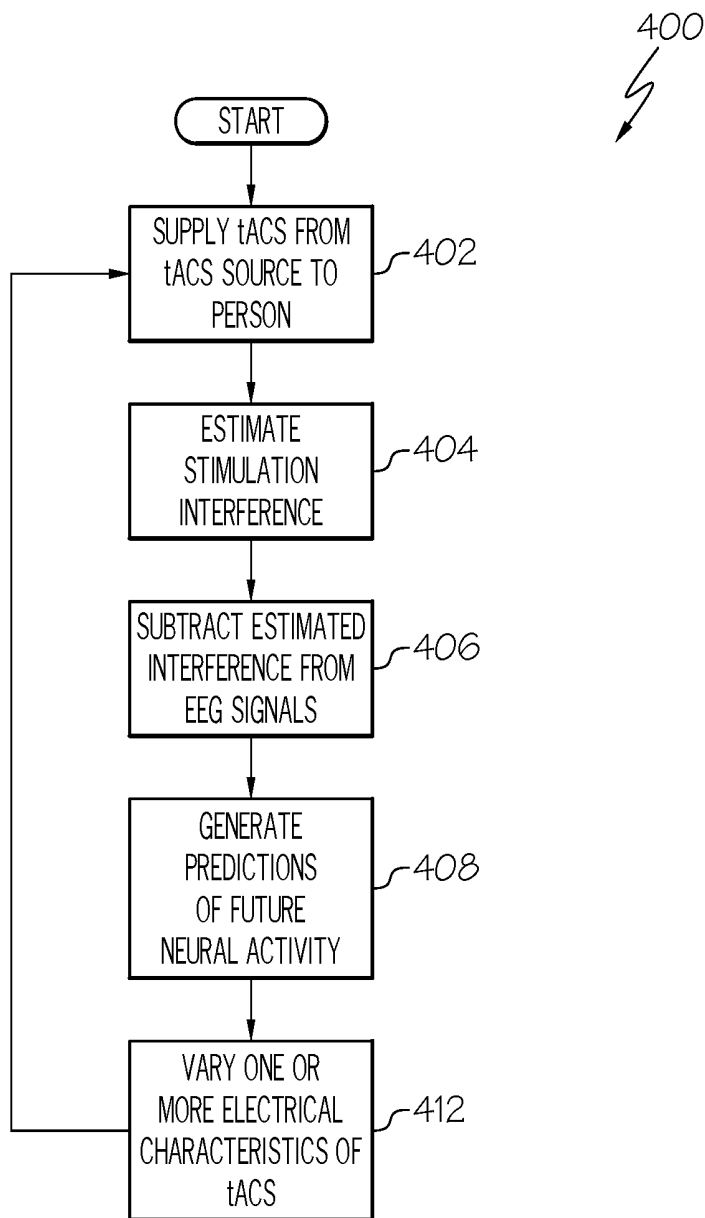 400
START
SUPPLY tACS FROM
tACS SOURCE TO
PERSON
402
ESTIMATE
STIMULATION
INTERFERENCE
404
SUBTRACT ESTIMATED
INTERFERENCE FROM
EEG SIGNALS
406
GENERATE
PREDICTIONS
OF FUTURE
NEURAL ACTIVITY
408
VARY ONE OR
MORE ELECTRICAL
CHARACTERISTICS OF
tACS
412